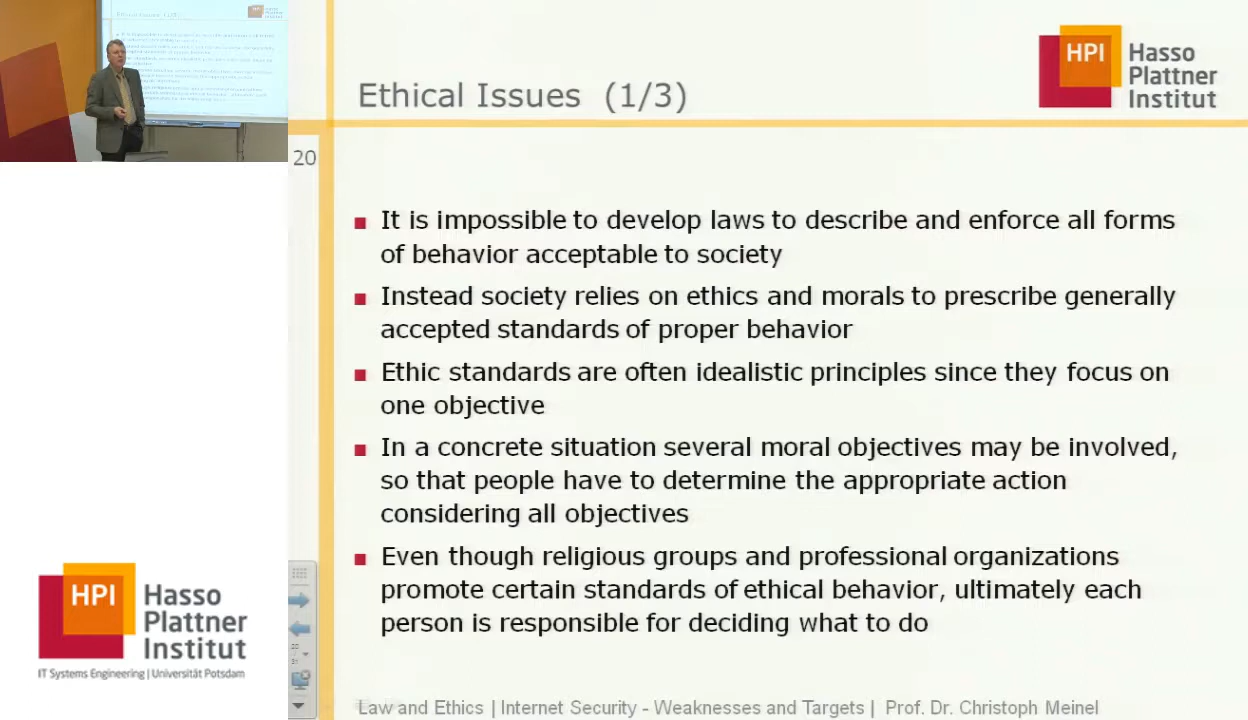 Ethical Issues (1/3)
HPI
Hasso
Plattner
Institut
20
It is impossible to develop laws to describe and enforce all forms
of behavior acceptable to society
Instead society relies on ethics and morals to prescribe generally
accepted standards of proper behavior
Ethic standards are often idealistic principles since they focus on
one objective
In a concrete situation several moral objectives may be involved,
so that people have to determine the appropriate action
considering all objectives
Even though religious groups and professional organizations
promote certain standards of ethical behavior, ultimately each
person is responsible for deciding what to do
HPI
Hasso
Plattner
Institut
IT Systems Engineering | Universität Potsdam
20
31
Law and Ethics | Internet Security - Weaknesses and Targets | Prof. Dr. Christoph Meinel